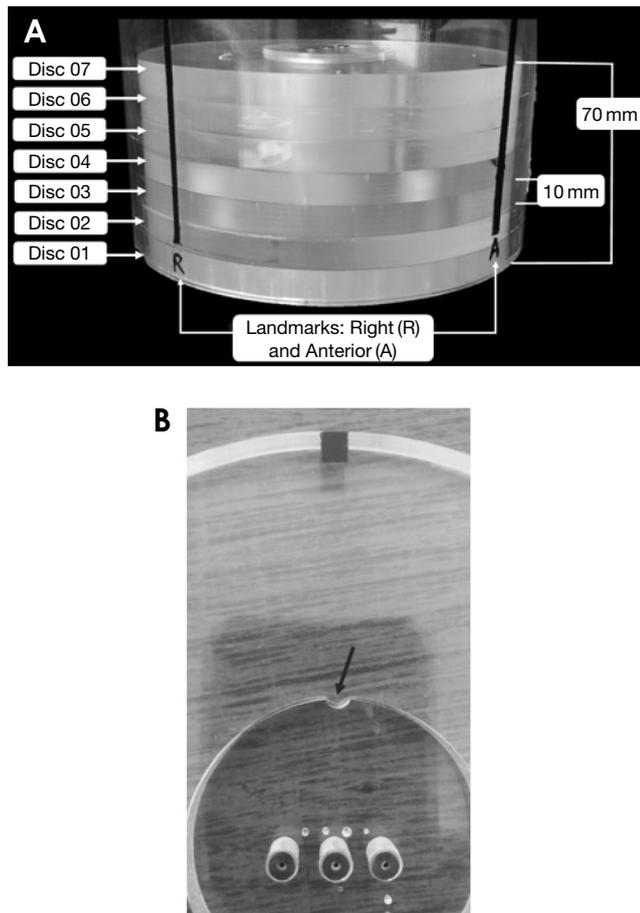 A
Disc 07
Disc 06
Disc 05
Disc 04
Disc 03
Disc 02
Disc 01
70 mm
10 mm
R
A
Landmarks: Right (R)
and Anterior (A)
B